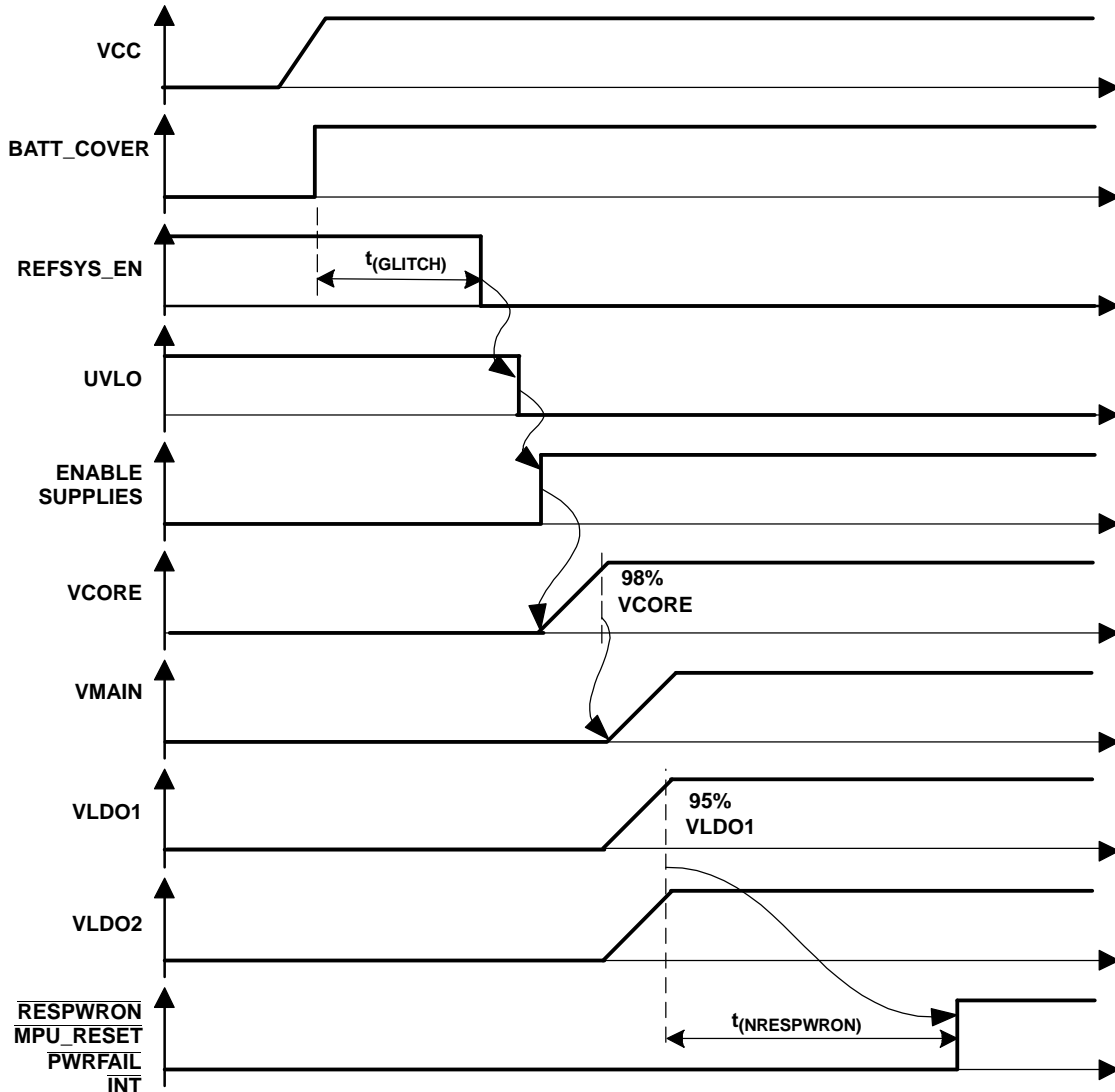 VCC
BATT_COVER
REFSYS_EN
t(GLITCH)
UVLO
ENABLE
SUPPLIES
VCORE
98%
VCORE
VMAIN
VLDO1
95%
VLDO1
VLDO2
RESPWRON
MPU_RESET
PWRFAIL
INT
t(NRESPWRON)